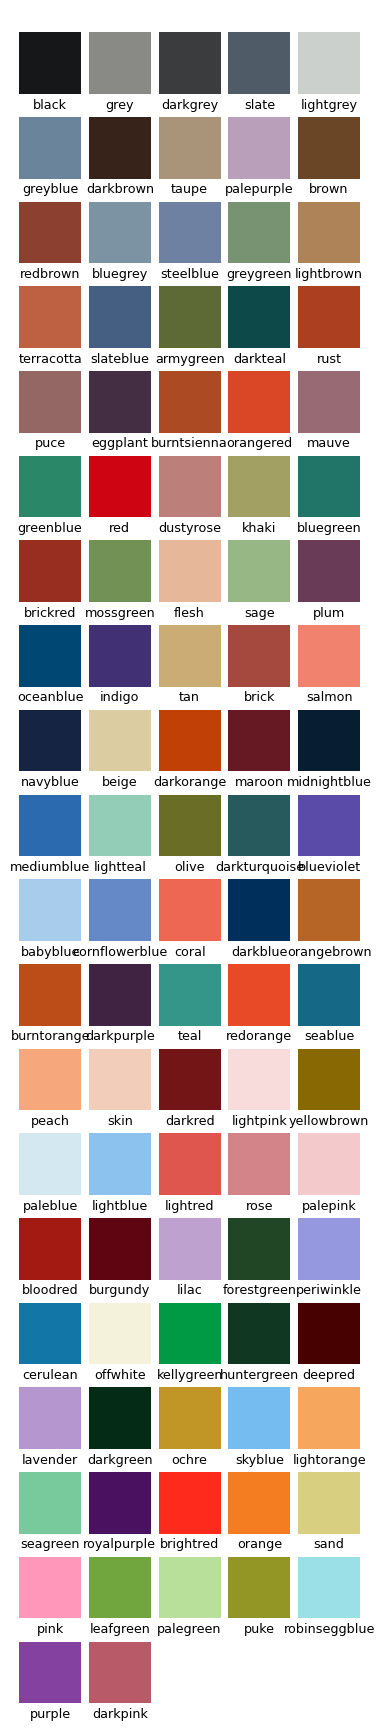 black grey darkgrey slate lightgrey
greyblue darkbrown taupe palepurple brown
redbrown bluegrey steelblue greygreen lightbrown
terracotta slateblue armygreen darkteal rust
puce eggplant burntsienna orangered mauve
greenblue red dustyrose khaki bluegreen
brickred mossgreen flesh sage plum
oceanblue indigo tan brick salmon
navyblue beige darkorange maroon midnightblue
mediumblue lightteal olive darkturquoise blueviolet
babyblue cornflowerblue coral darkblue orangebrown
burntorange darkpurple teal redorange seablue
peach skin darkred lightpink yellowbrown
paleblue lightblue lightred rose palepink
bloodred burgundy lilac forestgreen periwinkle
cerulean offwhite kellygreen huntergreen deepred
lavender darkgreen ochre skyblue lightorange
seagreen royalpurple brightred orange sand
pink leafgreen palegreen puke robinseggblue
purple darkpink